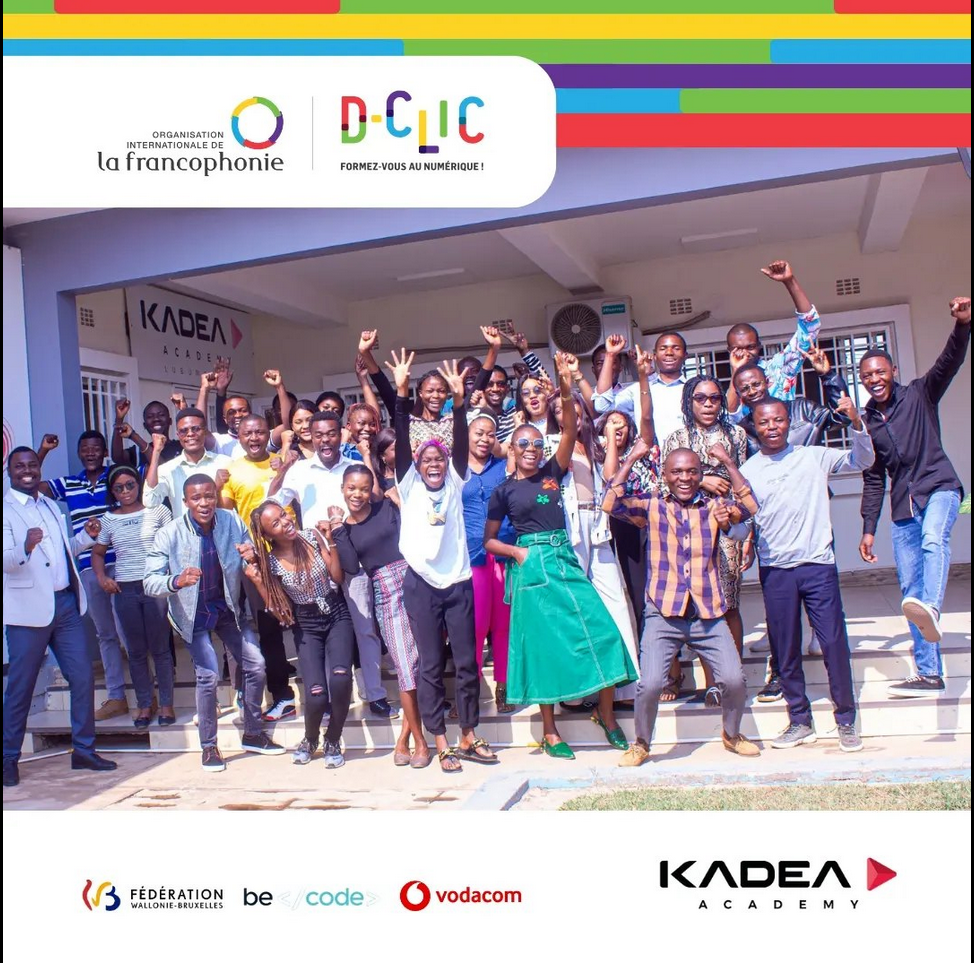 ORGANISATION
INTERNATIONALE DE
la francophonie
D-CLIC
FORMEZ-VOUS AU NUMÉRIQUE !
KADEA
ACADEMY
Hisense
FÉDÉRATION
WALLONIE-BRUXELLES
be </code>
vodacom
KADEA
ACADEMY